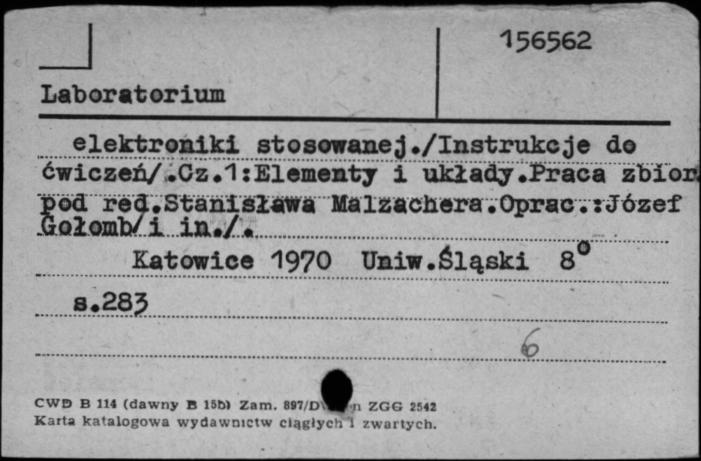 156562
Laboratorium
elektroniki stosowanej./Instrukcje do
ćwiczeń/.Cz.1:Elementy i układy.Praca zbior.
pod red.Stanisława Malzachera.Oprac.:Józef
Gołomb/i in./.
Katowice 1970 Uniw.Śląski 8°
s.283
6
CWD B 114 (dawny B 15b) Zam. 897/D ZGG 2542
Karta katalogowa wydawnictw ciągłych i zwartych.